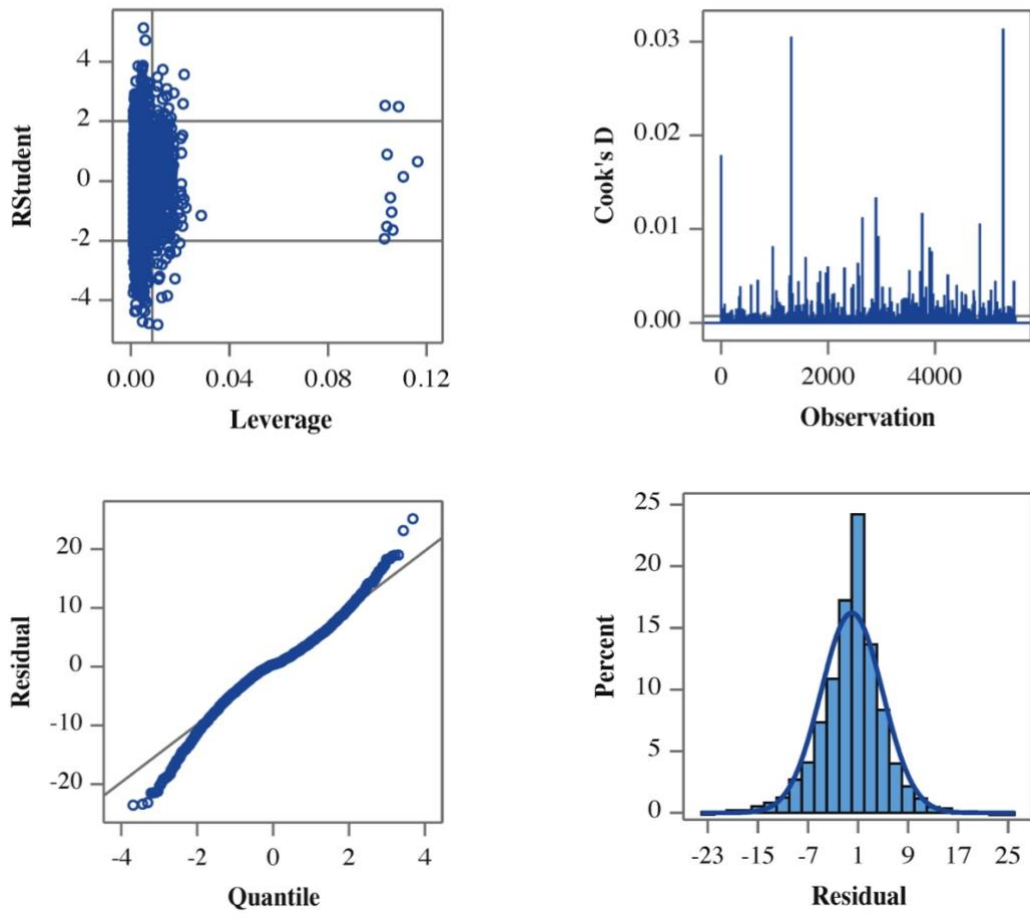 4
2
0
-2
-4
RStudent
0.00 0.04 0.08 0.12
Leverage
0.03
0.02
0.01
0.00
Cook's D
0 2000 4000
Observation
20
10
0
-10
-20
Residual
-4 -2 0 2 4
Quantile
25
20
15
10
5
0
Percent
-23 -15 -7 1 9 17 25
Residual